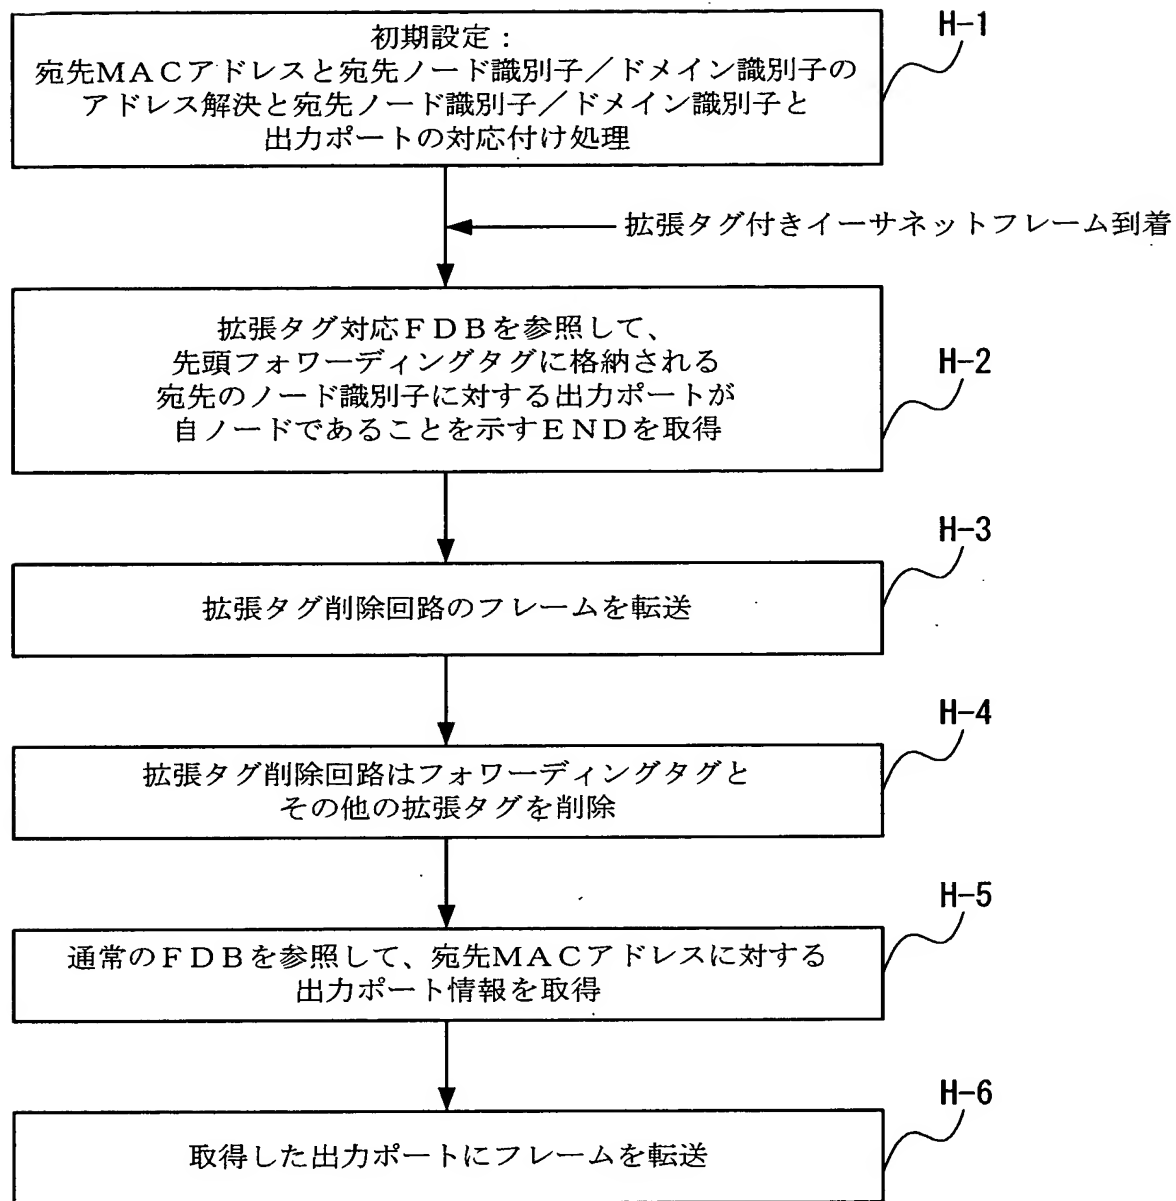 H-1
初期設定：
宛先MACアドレスと宛先ノード識別子／ドメイン識別子の
アドレス解決と宛先ノード識別子／ドメイン識別子と
出力ポートの対応付け処理
拡張タグ付きイーサネットフレーム到着
H-2
拡張タグ対応FDBを参照して、
先頭フォワーディングタグに格納される
宛先のノード識別子に対する出力ポートが
自ノードであることを示すENDを取得
H-3
拡張タグ削除回路のフレームを転送
H-4
拡張タグ削除回路はフォワーディングタグと
その他の拡張タグを削除
H-5
通常のFDBを参照して、宛先MACアドレスに対する
出力ポート情報を取得
H-6
取得した出力ポートにフレームを転送